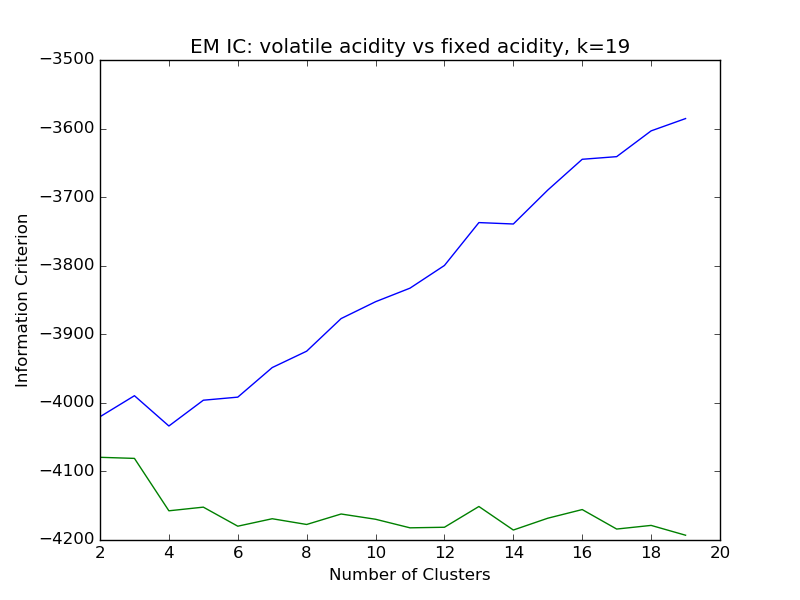 EM IC: volatile acidity vs fixed acidity, k=19
−3500
−3600
−3700
−3800
−3900
−4000
−4100
−4200
Information Criterion
2 4 6 8 10 12 14 16 18 20
Number of Clusters